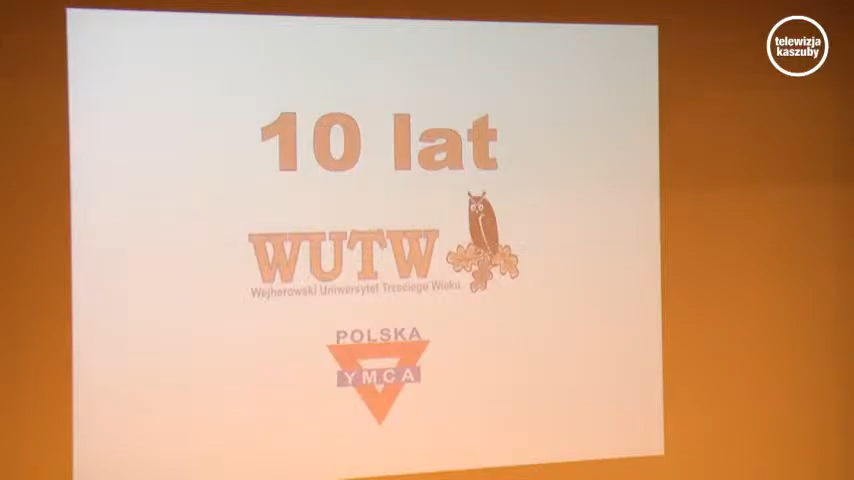 telewizja
kaszuby
10 lat
WUTW
Wejherowski Uniwersytet Trzeciego Wieku
POLSKA
YMCA